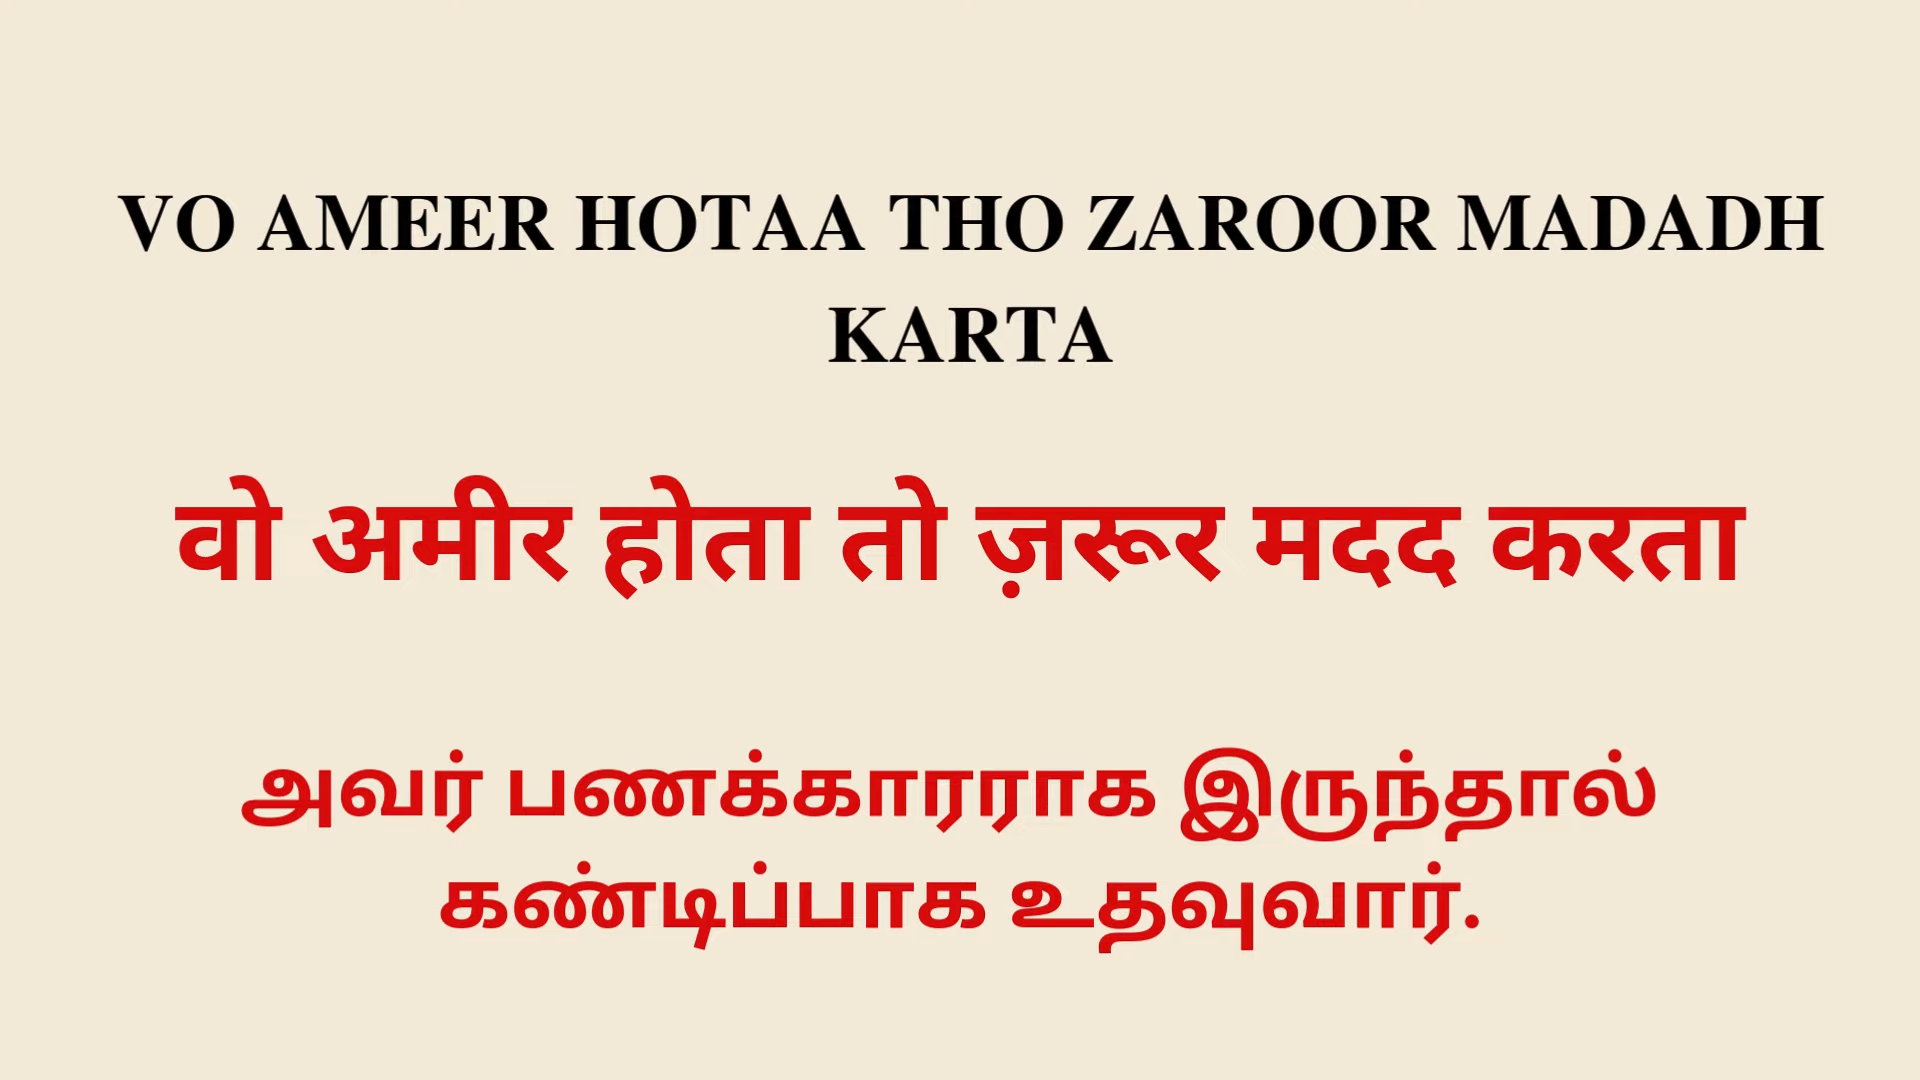 VO AMEER HOTAA THO ZAROOR MADADH
KARTA
वो अमीर होता तो ज़रूर मदद करता
அவர் பணக்காரராக இருந்தால்
கண்டிப்பாக உதவுவார்.